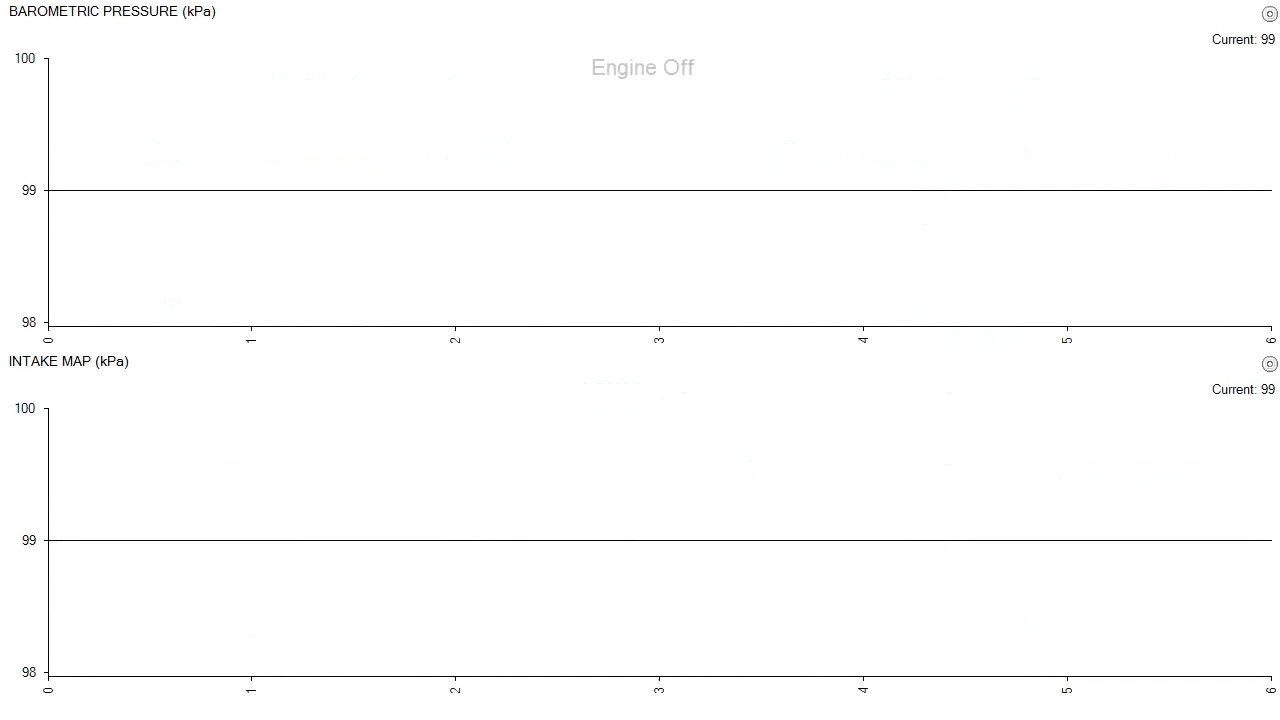 BAROMETRIC PRESSURE (kPa)
Current: 99
Engine Off
100
99
98
0 1 2 3 4 5 6
INTAKE MAP (kPa)
Current: 99
100
99
98
0 1 2 3 4 5 6